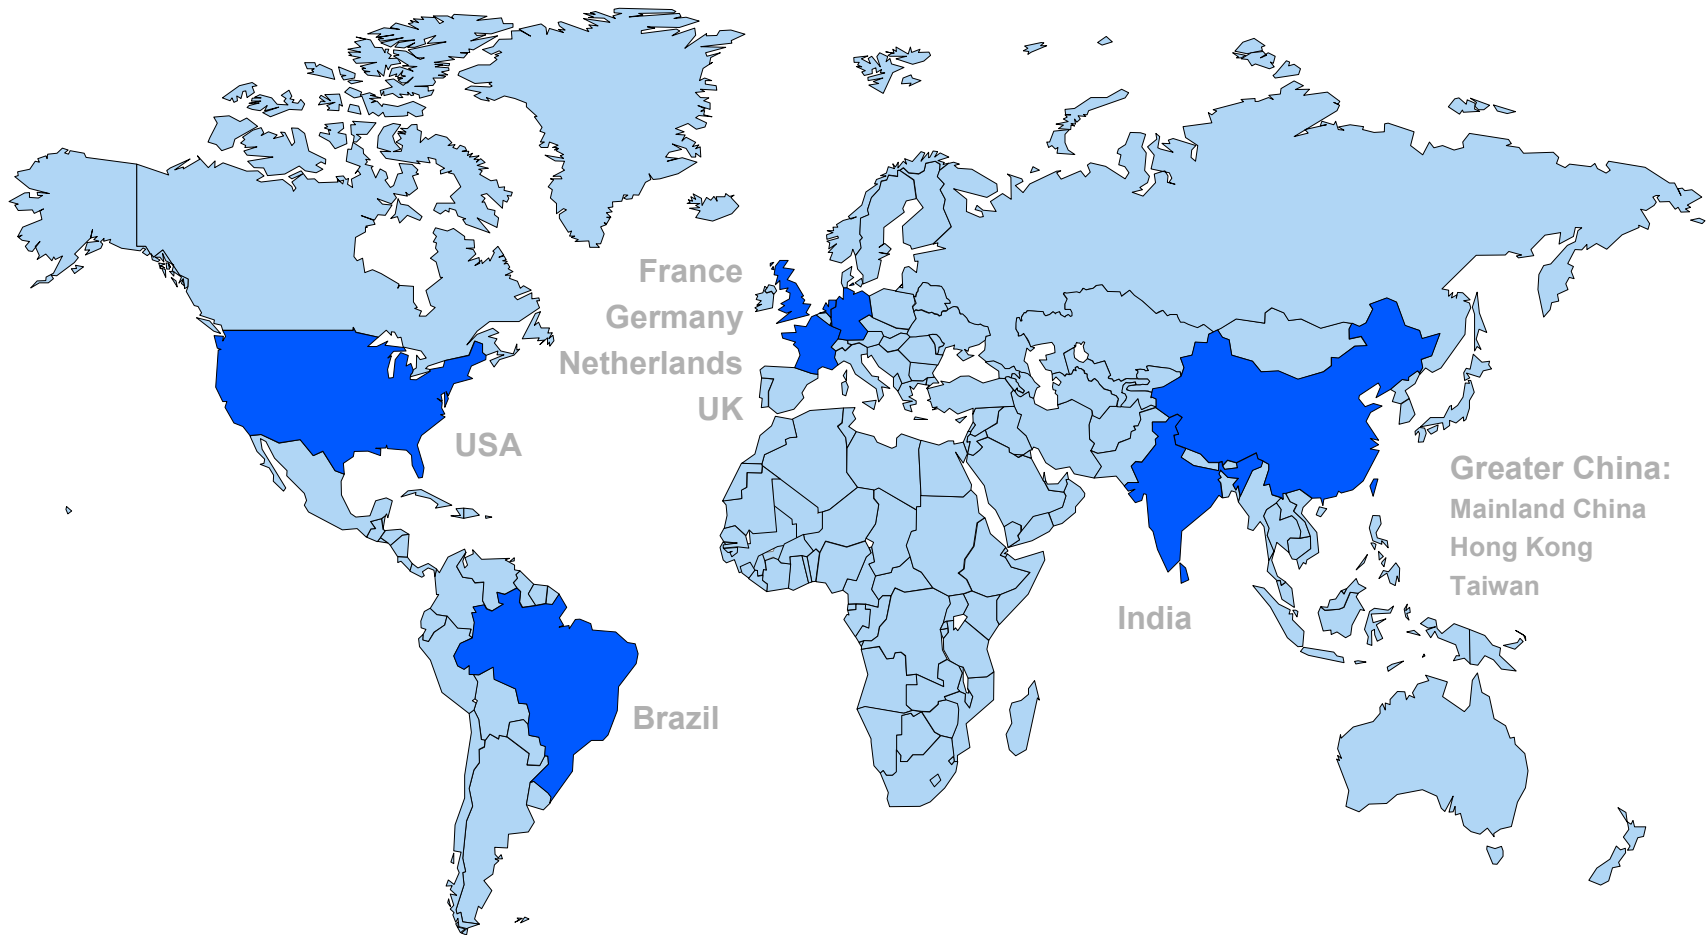 France
Germany
Netherlands
UK
USA
Greater China:
Mainland China
Hong Kong
Taiwan
India
Brazil